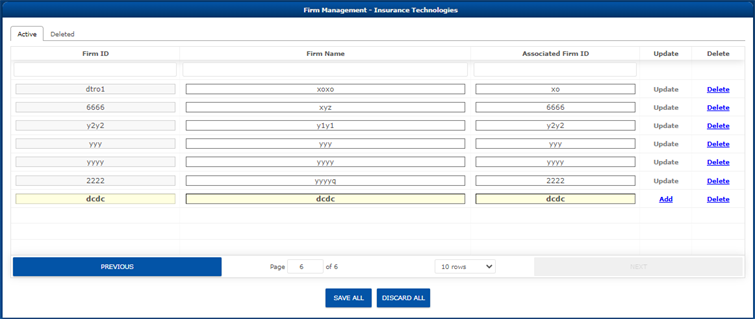 Firm Management - Insurance Technologies
Active Deleted
Firm ID Firm Name Associated Firm ID Update Delete
dtro1 xoxo xo Update Delete
6666 xyz 6666 Update Delete
y2y2 y1y1 y2y2 Update Delete
yyy yyy yyy Update Delete
yyyy yyyy yyyy Update Delete
2222 yyyyq 2222 Update Delete
dcdc dcdc dcdc Add Delete
PREVIOUS Page 6 of 6 10 rows NEXT
SAVE ALL DISCARD ALL